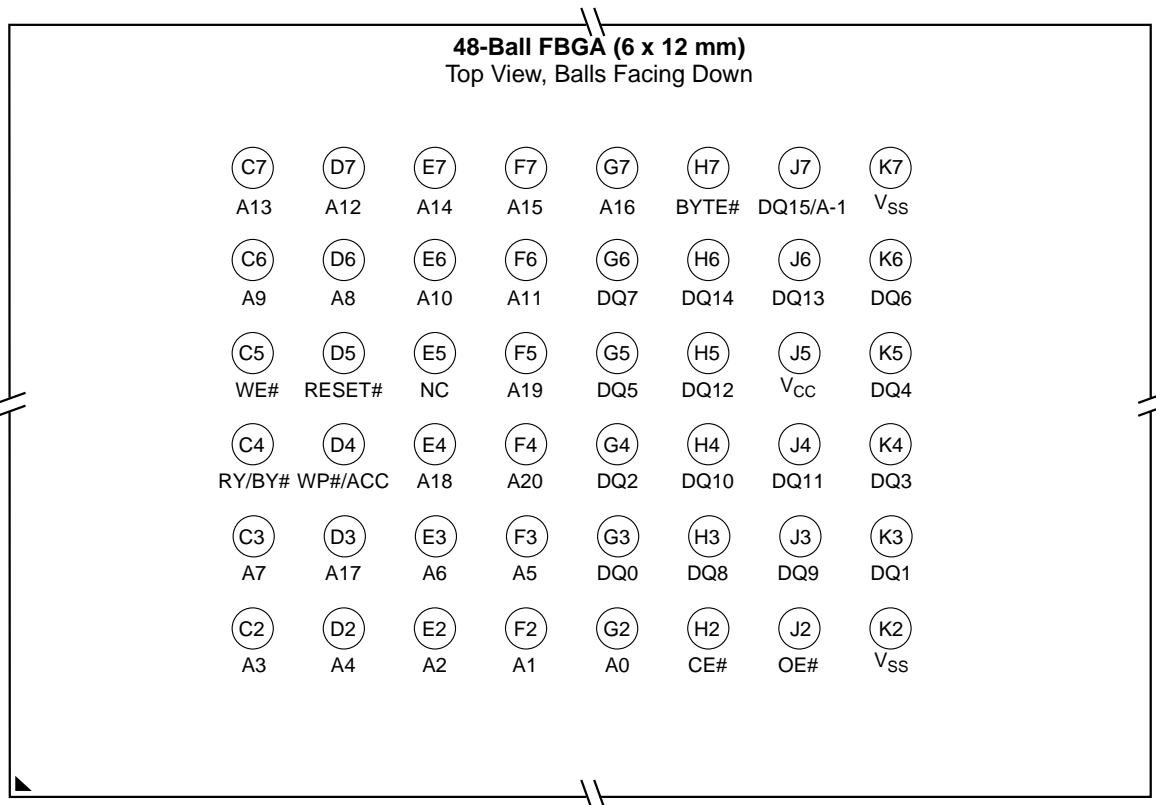 48-Ball FBGA (6 x 12 mm)
Top View, Balls Facing Down
C7 D7 E7 F7 G7 H7 J7 K7
A13 A12 A14 A15 A16 BYTE# DQ15/A-1 VSS
C6 D6 E6 F6 G6 H6 J6 K6
A9 A8 A10 A11 DQ7 DQ14 DQ13 DQ6
C5 D5 E5 F5 G5 H5 J5 K5
WE# RESET# NC A19 DQ5 DQ12 VCC DQ4
C4 D4 E4 F4 G4 H4 J4 K4
RY/BY# WP#/ACC A18 A20 DQ2 DQ10 DQ11 DQ3
C3 D3 E3 F3 G3 H3 J3 K3
A7 A17 A6 A5 DQ0 DQ8 DQ9 DQ1
C2 D2 E2 F2 G2 H2 J2 K2
A3 A4 A2 A1 A0 CE# OE# VSS